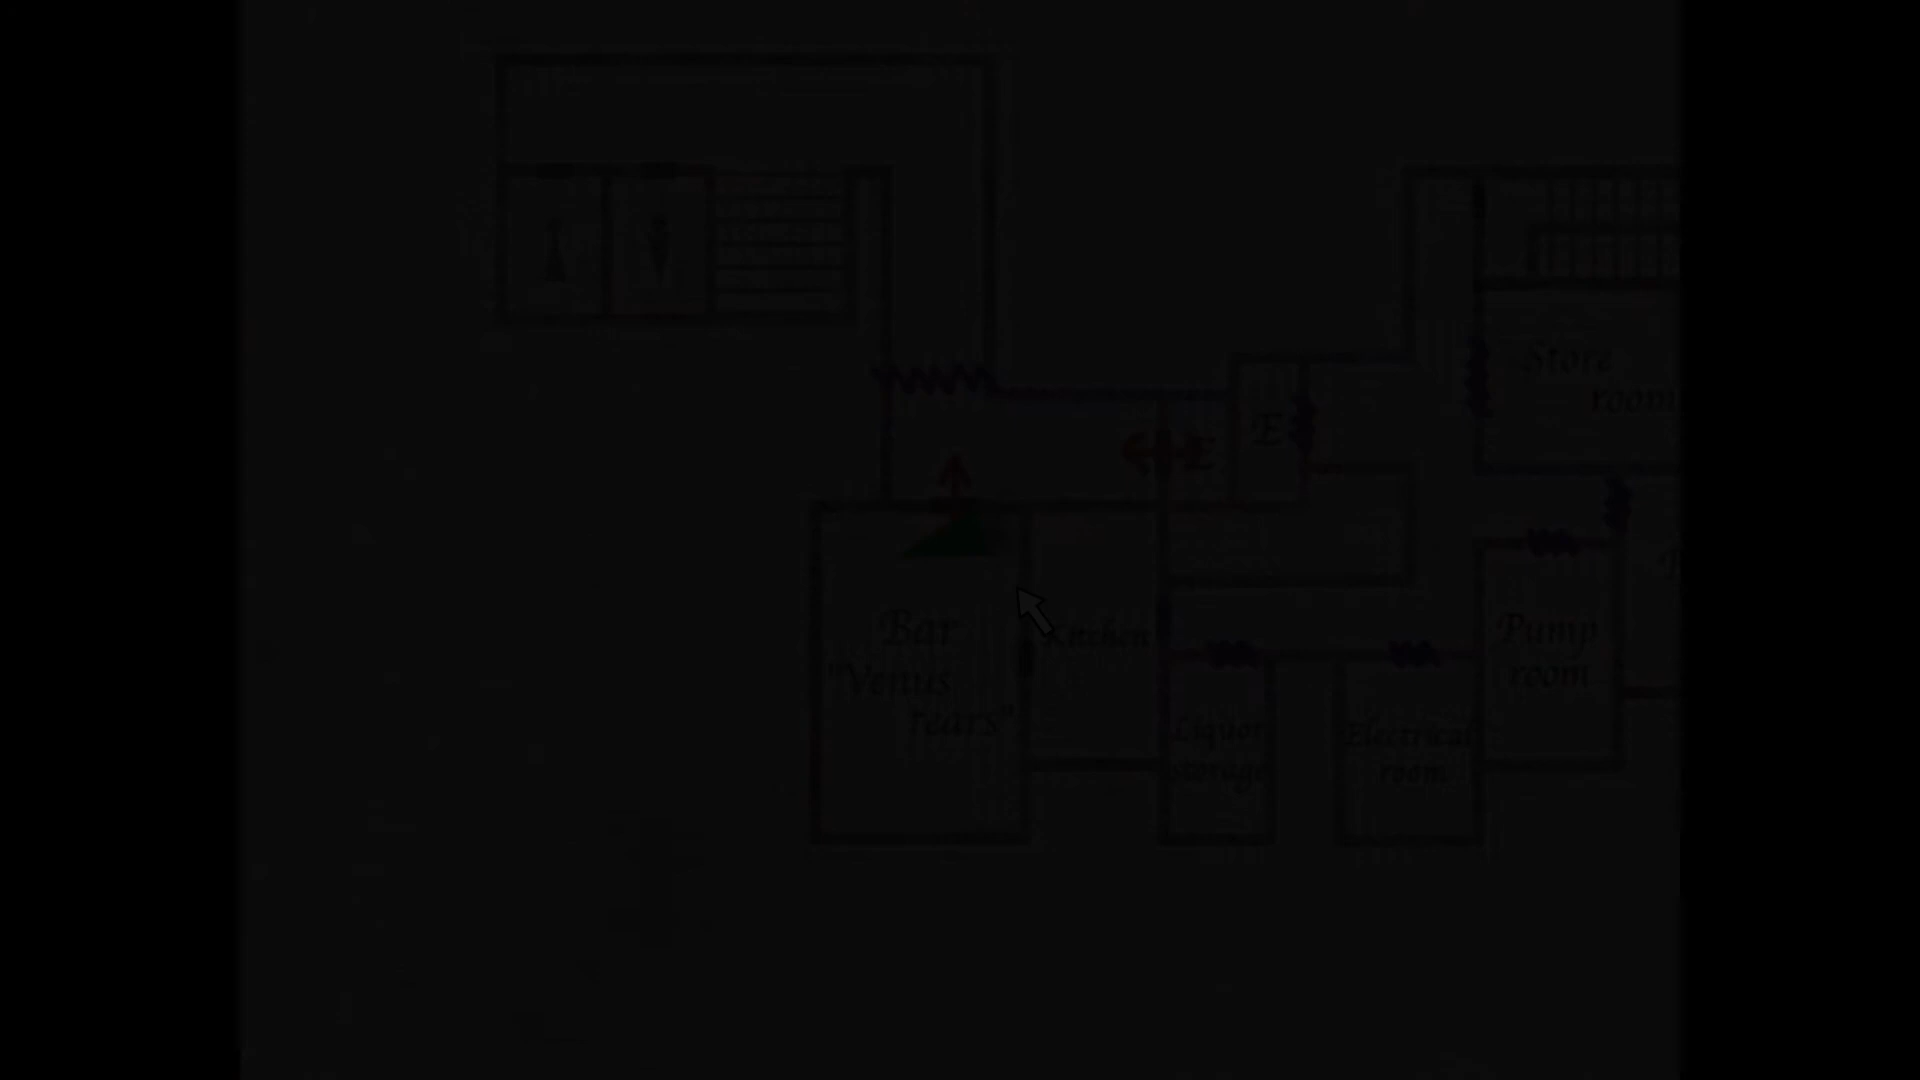 Store
room
E
E
Bar
"Venus
tears"
Kitchen
Pump
room
Liquor
storage
Electrical
room